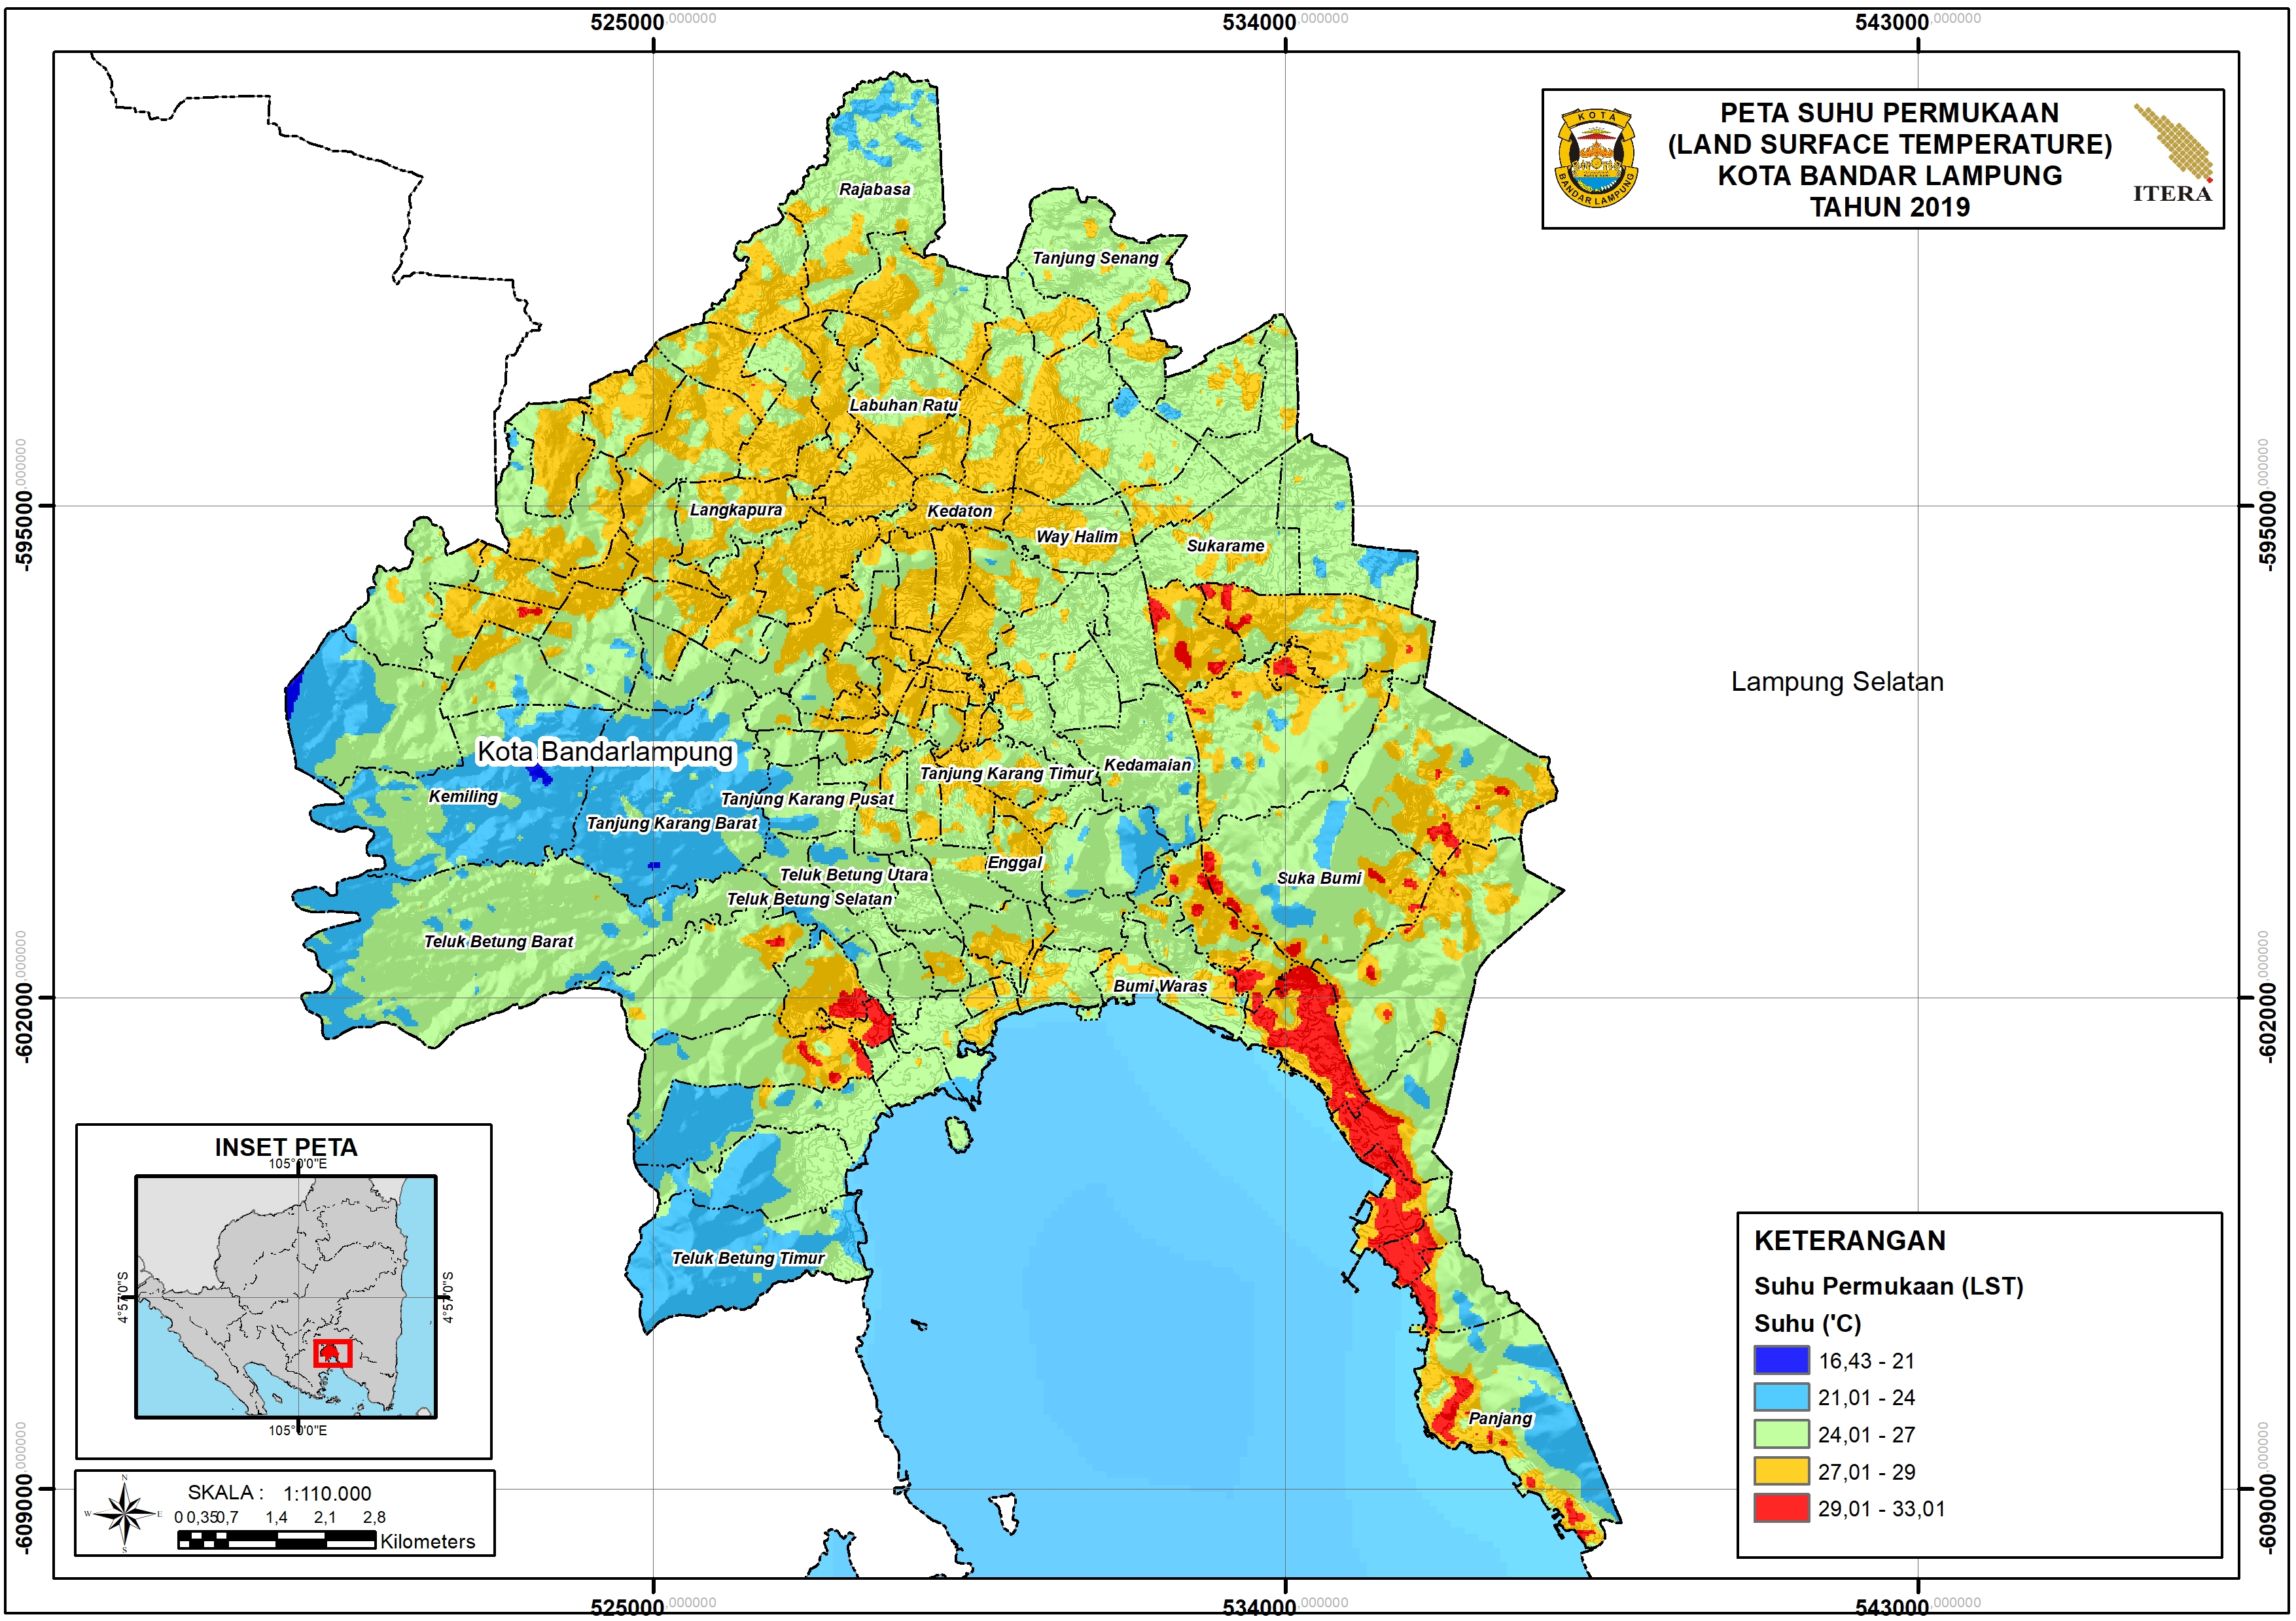 525000,000000
534000,000000
543000,000000
PETA SUHU PERMUKAAN
(LAND SURFACE TEMPERATURE)
KOTA BANDAR LAMPUNG
TAHUN 2019
KOTA
BANDAR LAMPUNG
ITERA
Rajabasa
Tanjung Senang
Labuhan Ratu
-595000,000000
-595000,000000
Langkapura
Kedaton
Way Halim
Sukarame
Lampung Selatan
Kota Bandarlampung
Kedamaian
Tanjung Karang Timur
Kemiling
Tanjung Karang Pusat
Tanjung Karang Barat
Enggal
Teluk Betung Utara
Suka Bumi
Teluk Betung Selatan
Teluk Betung Barat
Bumi Waras
-602000,000000
-602000,000000
Teluk Betung Timur
Panjang
INSET PETA
105°0'0"E
4°57'0"S
4°57'0"S
105°0'0"E
N
W
E
S
SKALA : 1:110.000
0 0,35 0,7 1,4 2,1 2,8
Kilometers
KETERANGAN
Suhu Permukaan (LST)
Suhu ('C)
16,43 - 21
21,01 - 24
24,01 - 27
27,01 - 29
29,01 - 33,01
-609000,000000
-609000,000000
525000,000000
534000,000000
543000,000000